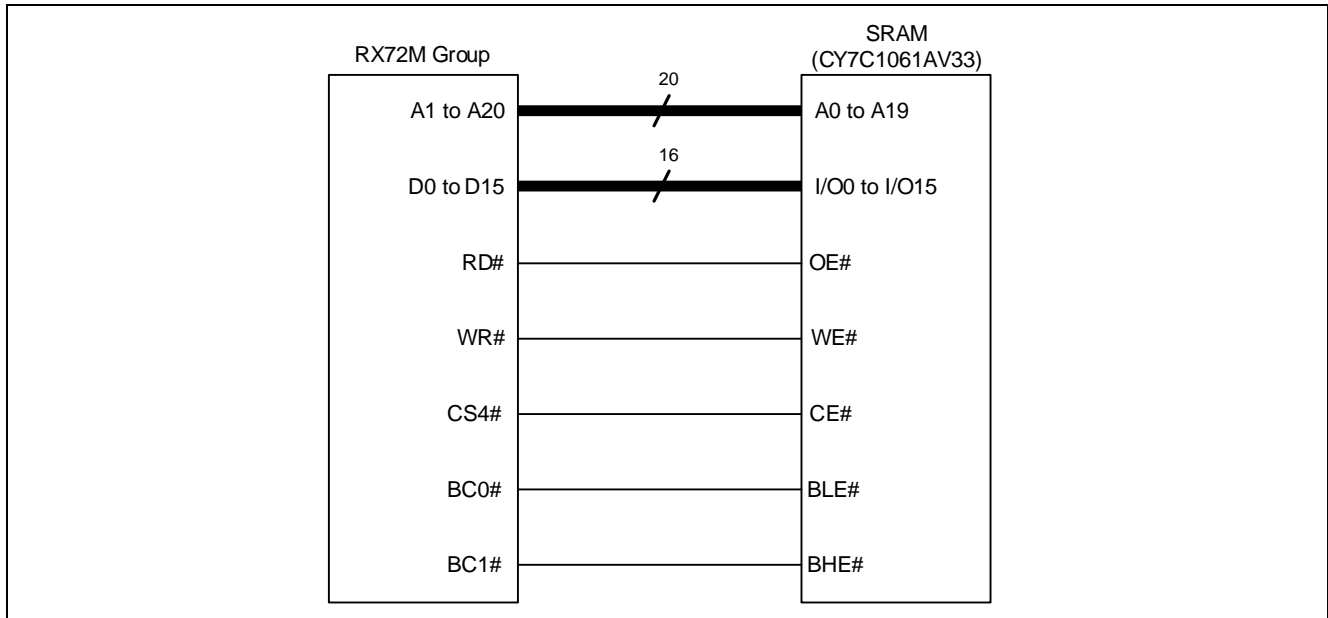 SRAM
(CY7C1061AV33)
RX72M Group
20
A1 to A20
A0 to A19
16
D0 to D15
I/O0 to I/O15
RD#
OE#
WR#
WE#
CS4#
CE#
BC0#
BLE#
BC1#
BHE#